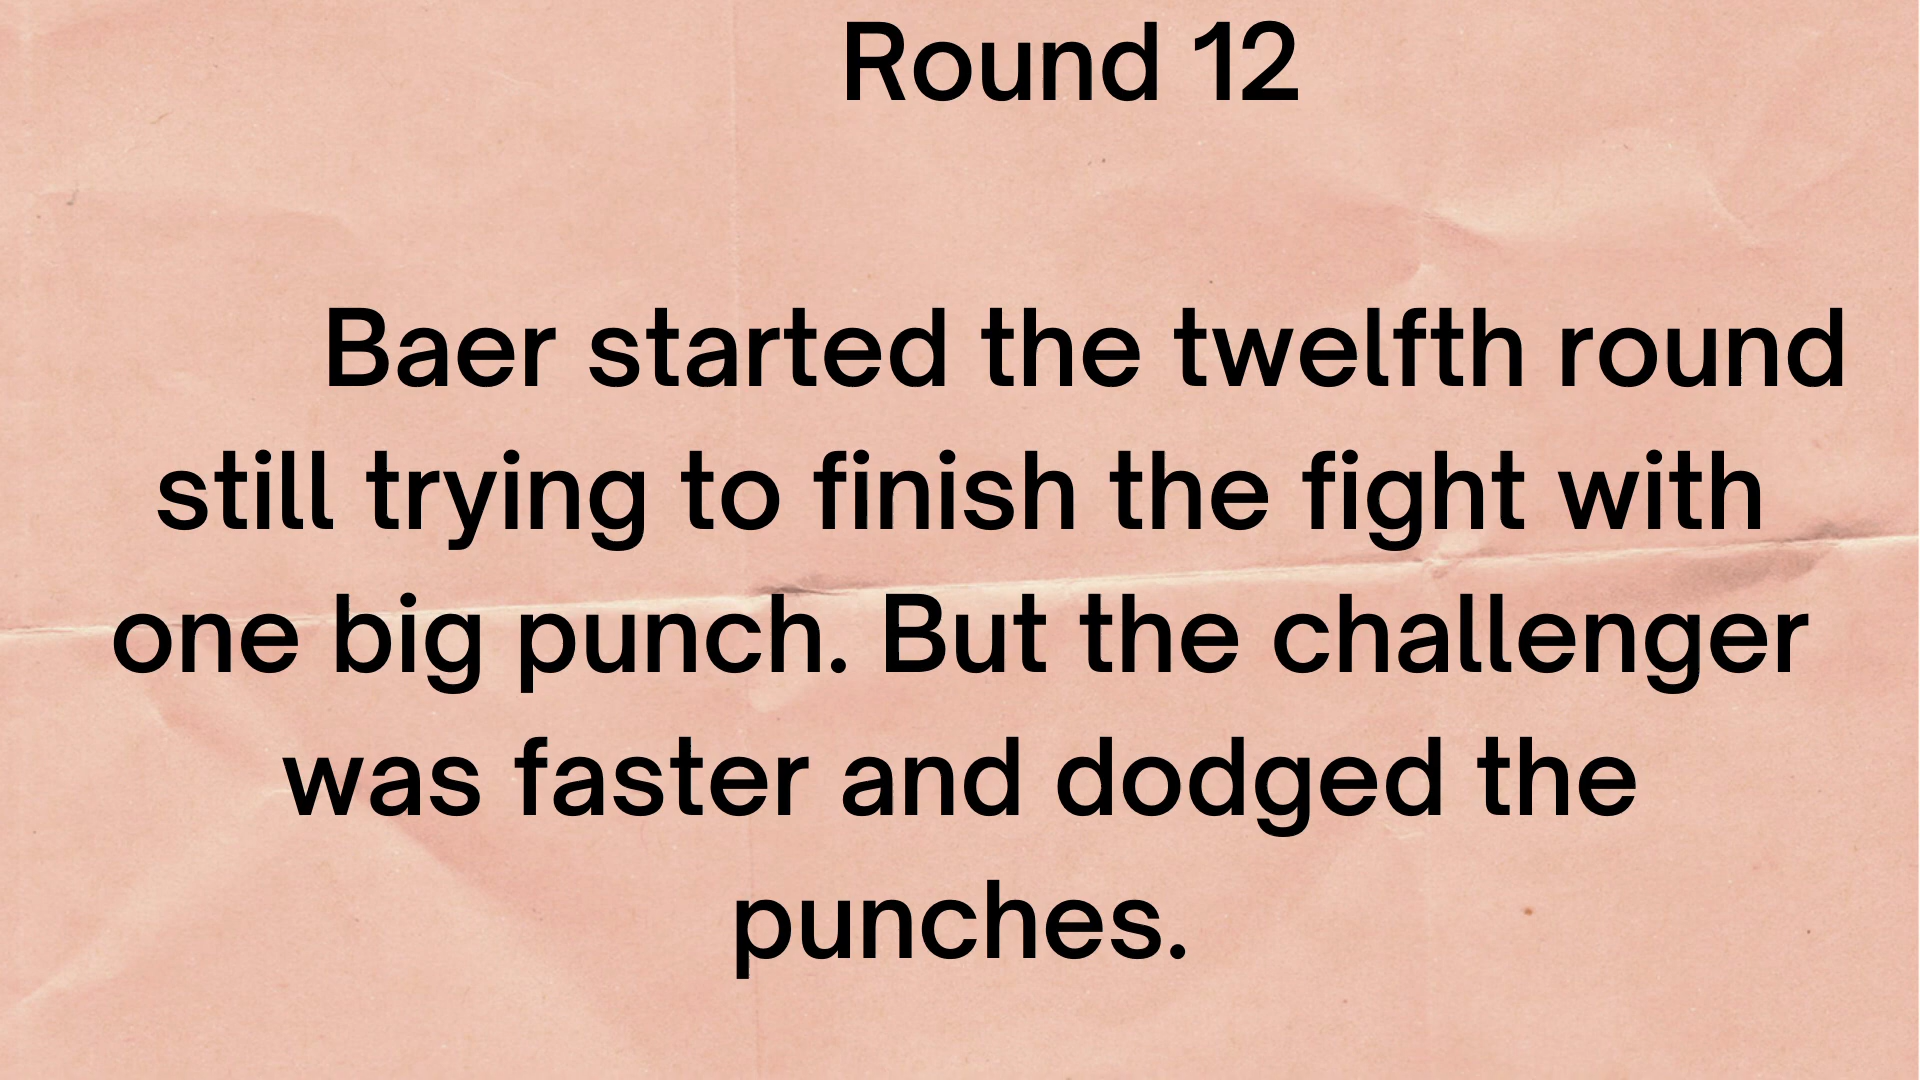 Round 12
Baer started the twelfth round
still trying to finish the fight with
one big punch. But the challenger
was faster and dodged the
punches.